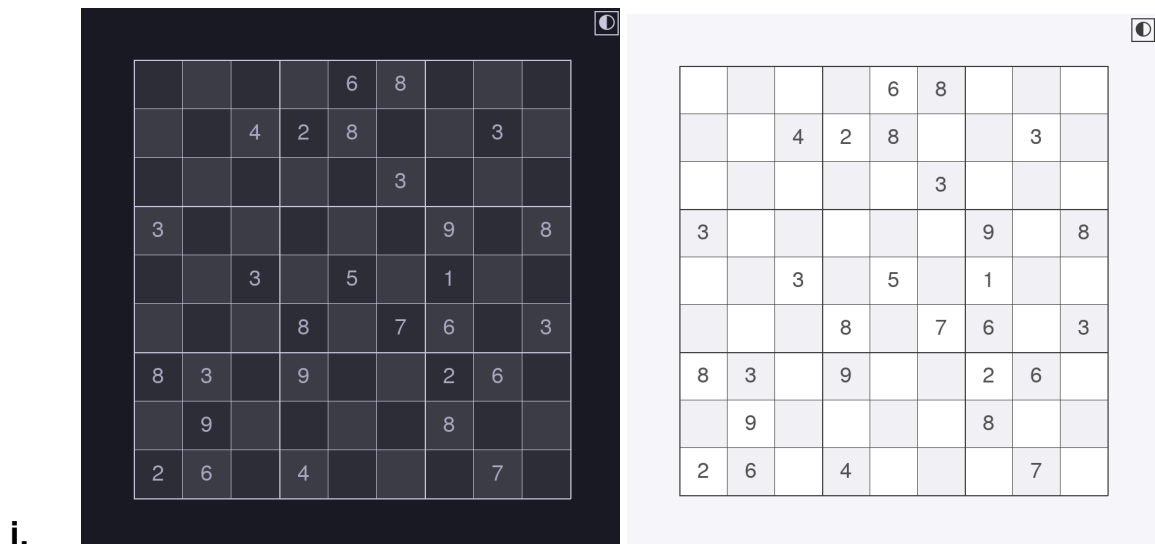 6 8 6 8
4 2 8 3 4 2 8 3
3 3
3 9 8 3 9 8
3 5 1 3 5 1
8 7 6 3 8 7 6 3
8 3 9 2 6 8 3 9 2 6
9 8 9 8
2 6 4 7 2 6 4 7
i.